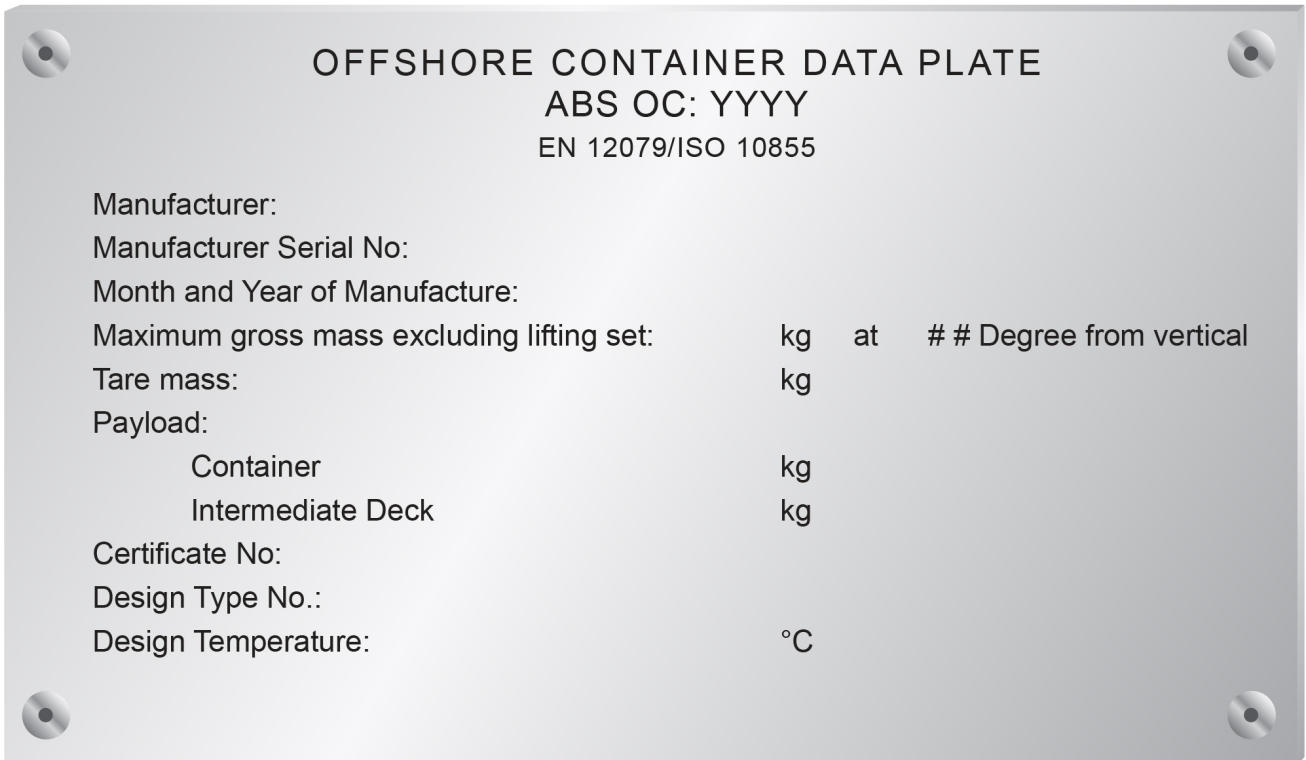 OFFSHORE CONTAINER DATA PLATE
ABS OC: YYYY
EN 12079/ISO 10855
Manufacturer:
Manufacturer Serial No:
Month and Year of Manufacture:
Maximum gross mass excluding lifting set: kg at # # Degree from vertical
Tare mass: kg
Payload:
Container kg
Intermediate Deck kg
Certificate No:
Design Type No.:
Design Temperature: °C